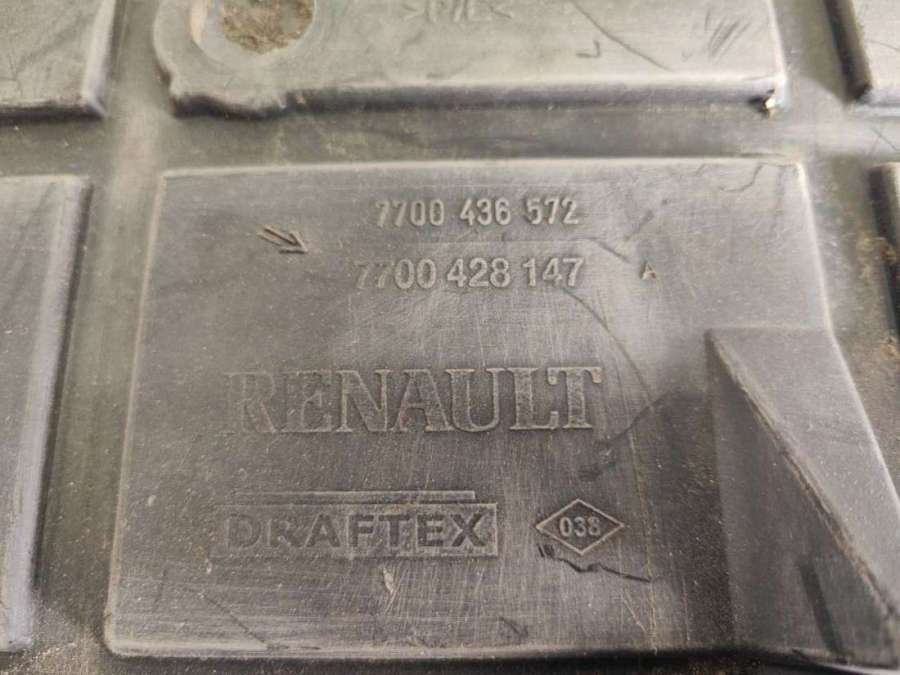 >P/E<
7700 436 572
7700 428 147 A
RENAULT
DRAFTEX 038